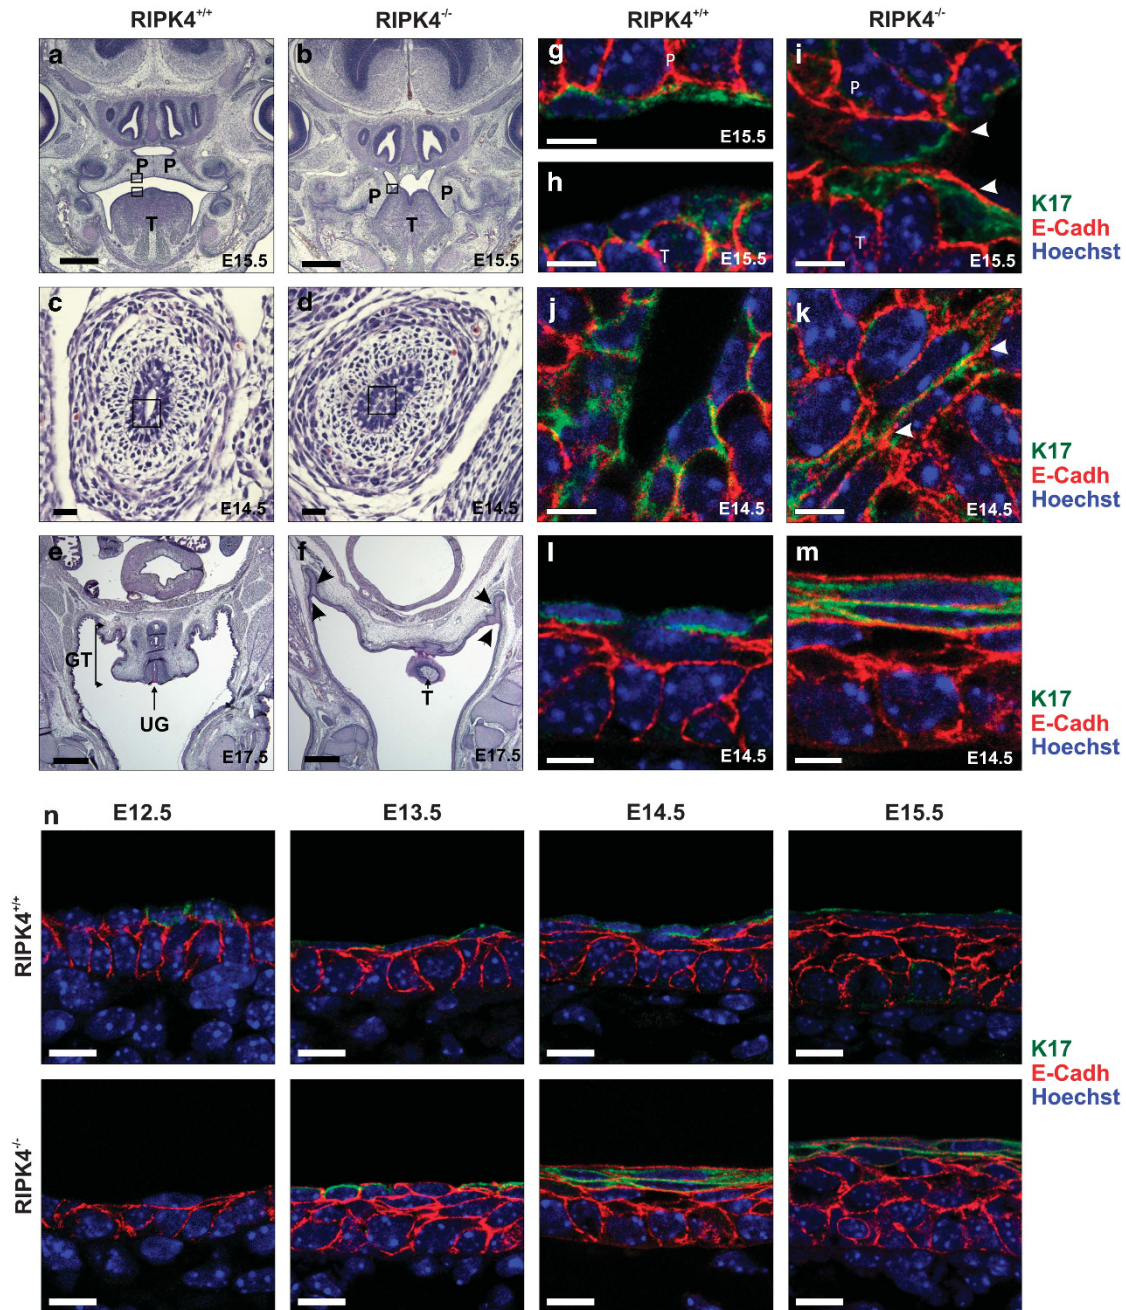 RIPK4+/+ RIPK4-/- RIPK4+/+ RIPK4-/-
a b g i
P P T E15.5
P P T E15.5
P E15.5
h T E15.5
P T E15.5
K17
E-Cadh
Hoechst
c E14.5 d E14.5 j E14.5 k E14.5
K17
E-Cadh
Hoechst
e GT UG E17.5
f T E17.5
l E14.5
m E14.5
K17
E-Cadh
Hoechst
n E12.5 E13.5 E14.5 E15.5
RIPK4+/+
RIPK4-/-
K17
E-Cadh
Hoechst